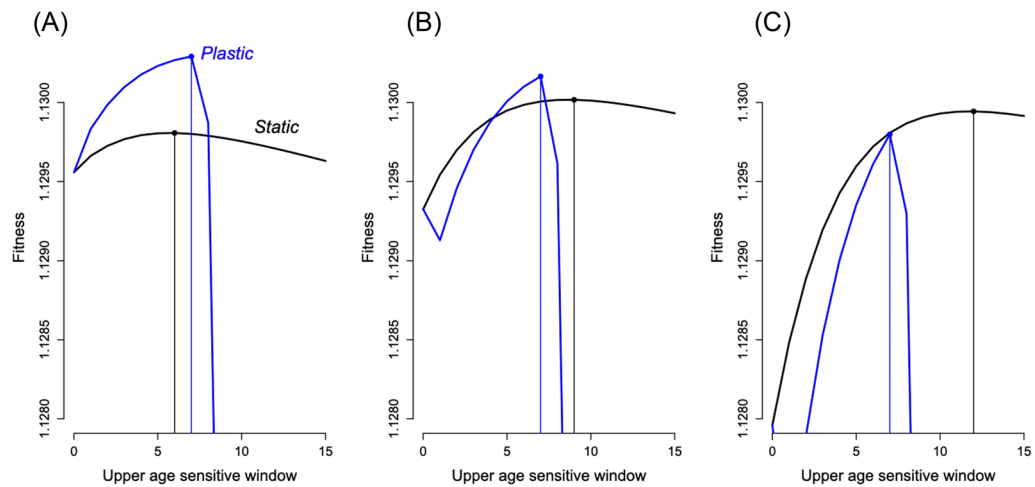 (A)
Plastic
Static
Fitness
1.1280
1.1285
1.1290
1.1295
1.1300
0
5
10
15
Upper age sensitive window
(B)
Fitness
1.1280
1.1285
1.1290
1.1295
1.1300
0
5
10
15
Upper age sensitive window
(C)
Fitness
1.1280
1.1285
1.1290
1.1295
1.1300
0
5
10
15
Upper age sensitive window